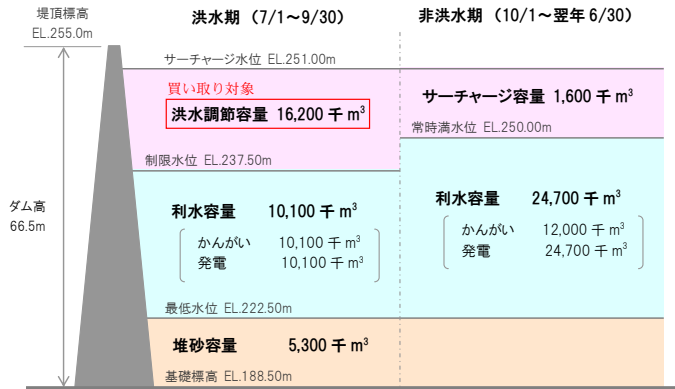 堤頂標高
EL.255.0m
洪水期 (7/1～9/30)
非洪水期 (10/1～翌年 6/30)
サーチャージ水位 EL.251.00m
買い取り対象
洪水調節容量 16,200 千 m³
サーチャージ容量 1,600 千 m³
常時満水位 EL.250.00m
制限水位 EL.237.50m
ダム高
66.5m
利水容量 10,100 千 m³
かんがい 10,100 千 m³
発電 10,100 千 m³
利水容量 24,700 千 m³
かんがい 12,000 千 m³
発電 24,700 千 m³
最低水位 EL.222.50m
堆砂容量 5,300 千 m³
基礎標高 EL.188.50m